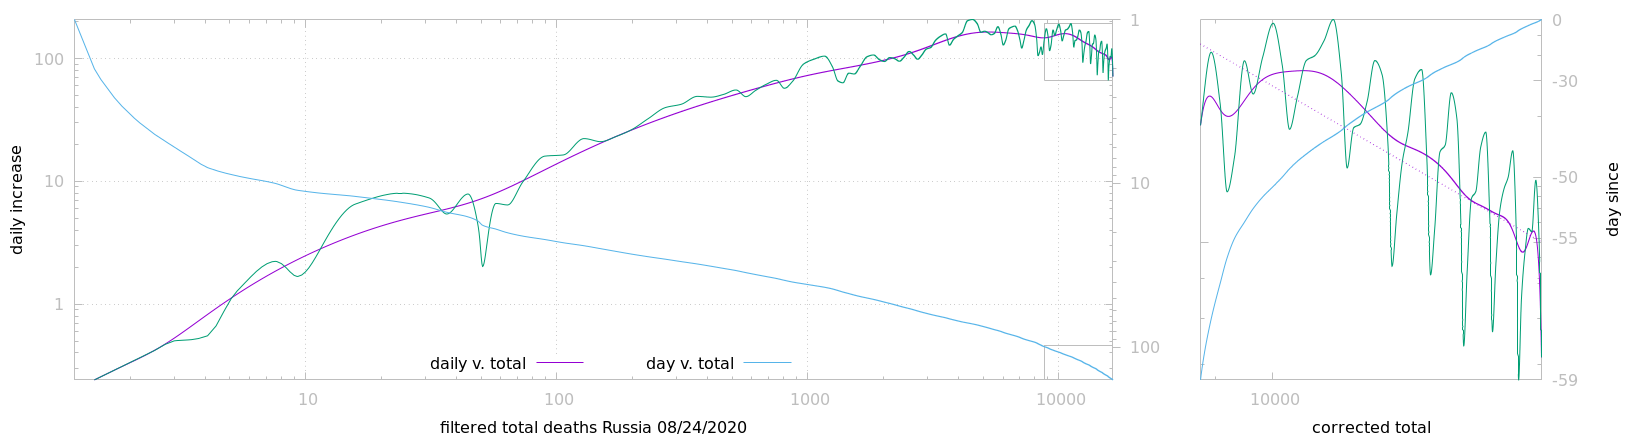 daily increase
100
10
1
10
100
1000
10000
1
10
100
daily v. total
day v. total
filtered total deaths Russia 08/24/2020
0
-30
-50
-55
-59
day since
10000
corrected total